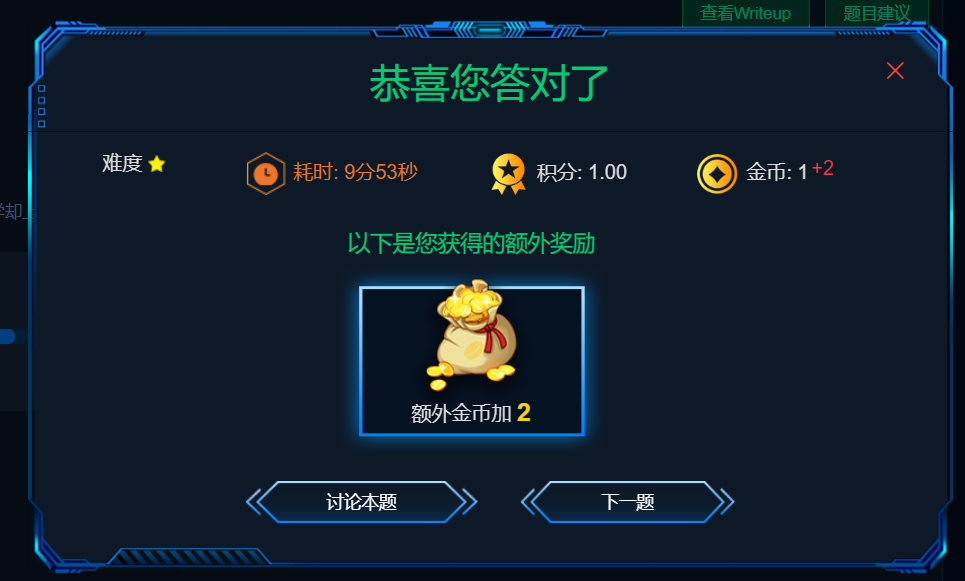 查看Writeup 题目建议
恭喜您答对了
难度 耗时: 9分53秒 积分: 1.00 金币: 1+2
以下是您获得的额外奖励
额外金币加 2
讨论本题 下一题